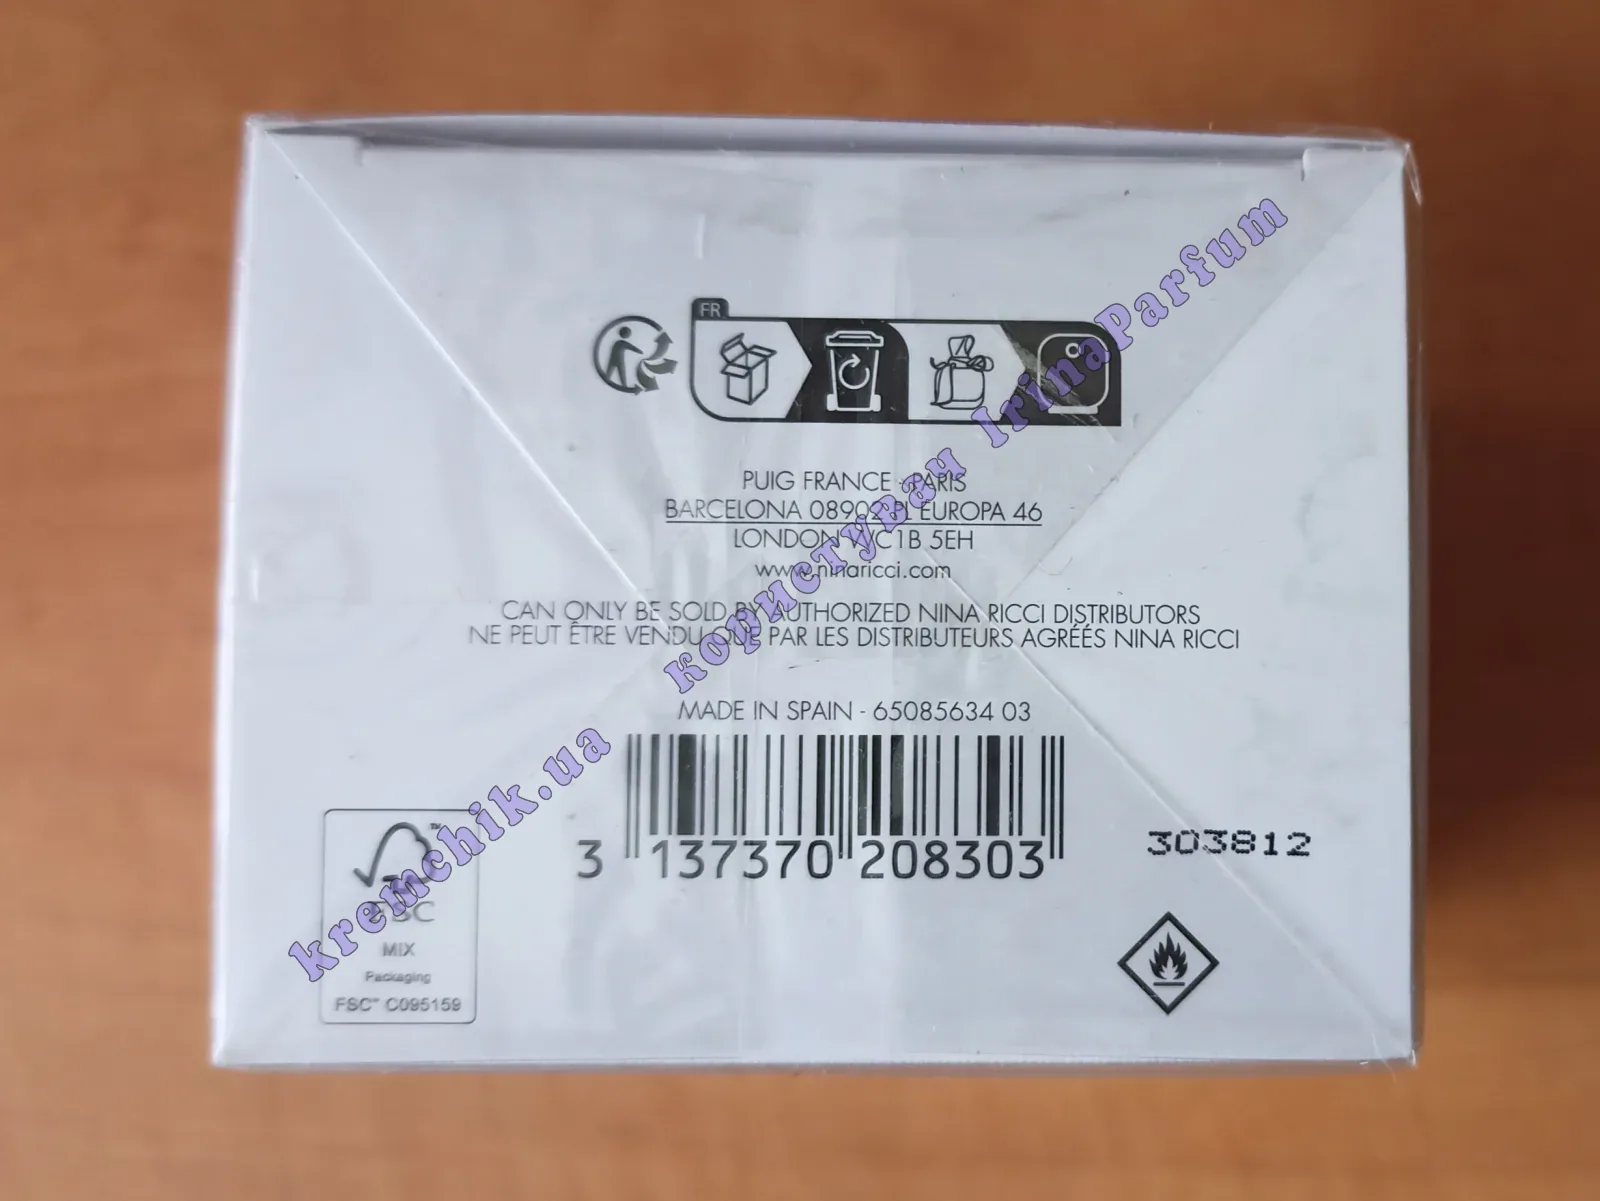 FR
PUIG FRANCE - PARIS
BARCELONA 08902 PL EUROPA 46
LONDON WC1B 5EH
www.ninaricci.com
CAN ONLY BE SOLD BY AUTHORIZED NINA RICCI DISTRIBUTORS
NE PEUT ÊTRE VENDU QUE PAR LES DISTRIBUTEURS AGRÉÉS NINA RICCI
MADE IN SPAIN - 65085634 03
3 137370 208303
303812
FSC
MIX
Packaging
FSC™ C095159
kremchik.ua користувач IrinaParfum